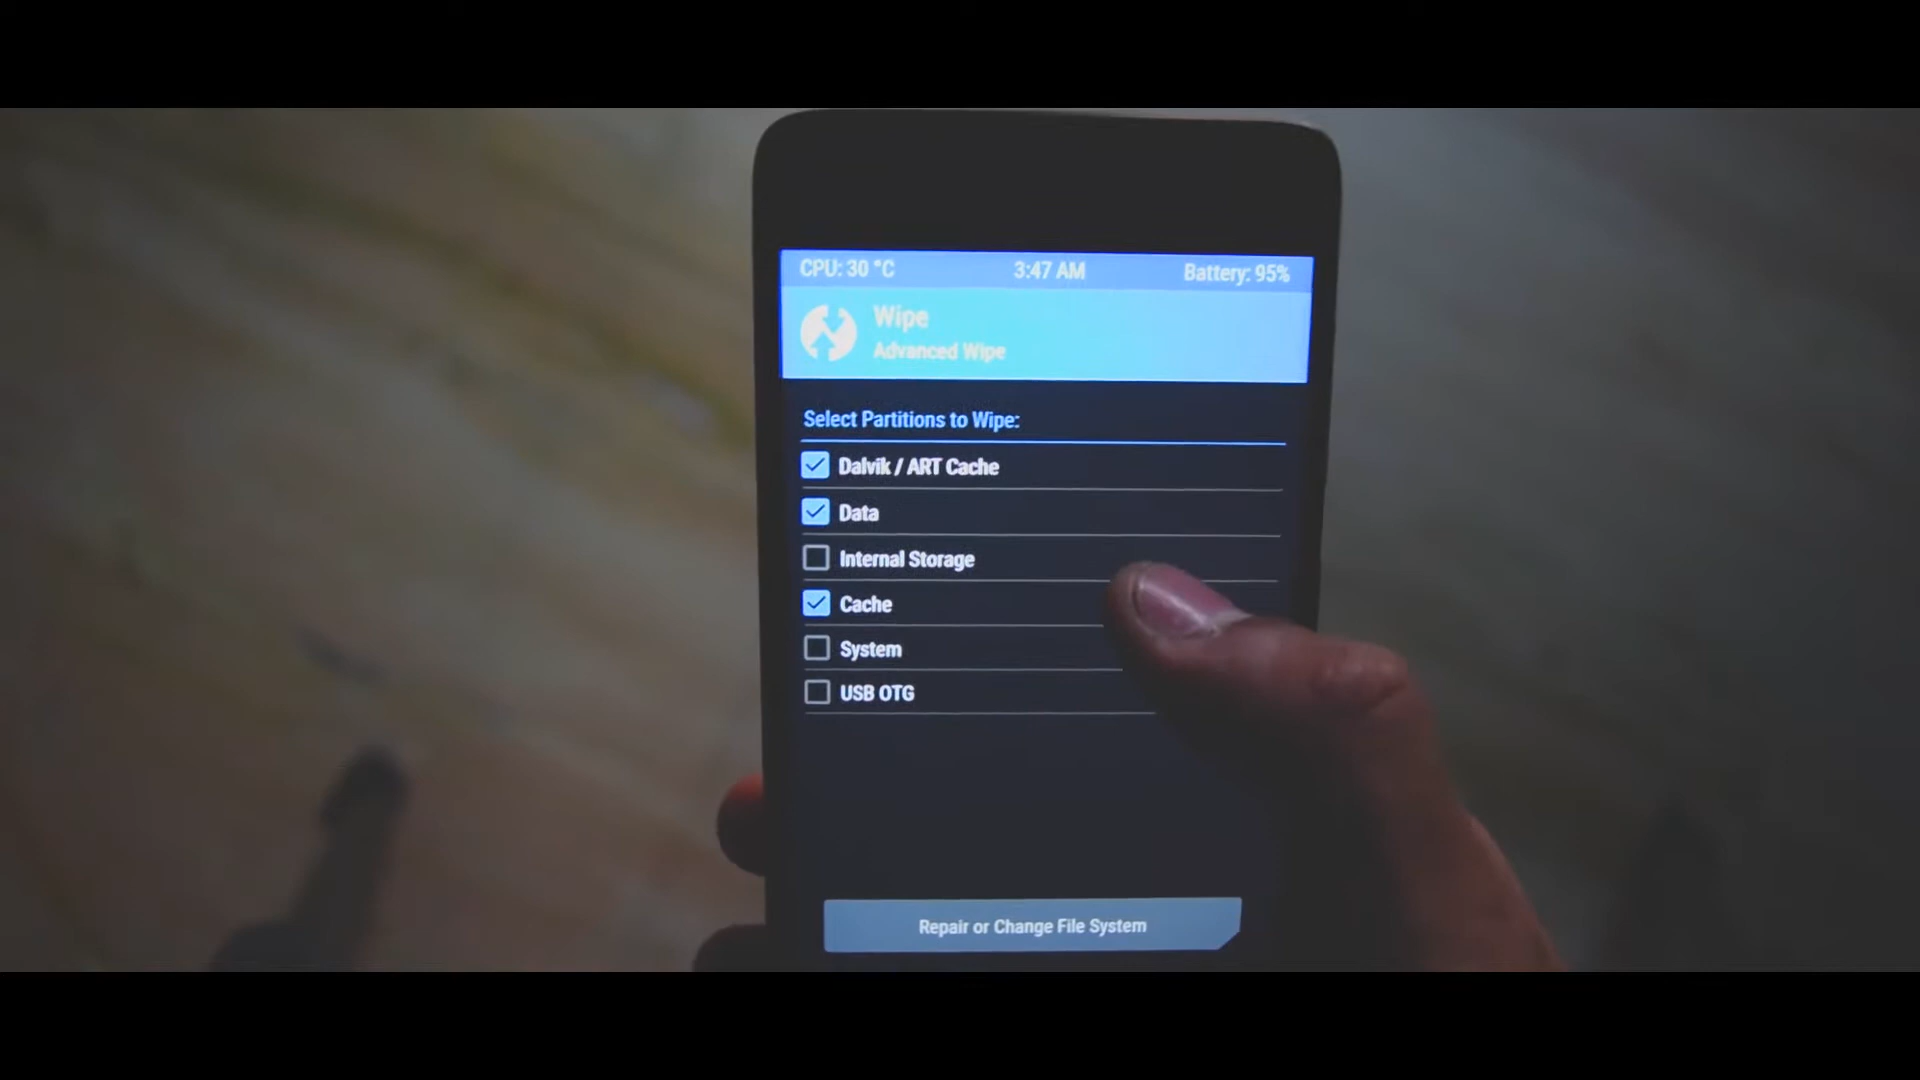 CPU: 30 °C 3:47 AM Battery: 95%
Wipe
Advanced Wipe
Select Partitions to Wipe:
Dalvik / ART Cache
Data
Internal Storage
Cache
System
USB OTG
Repair or Change File System